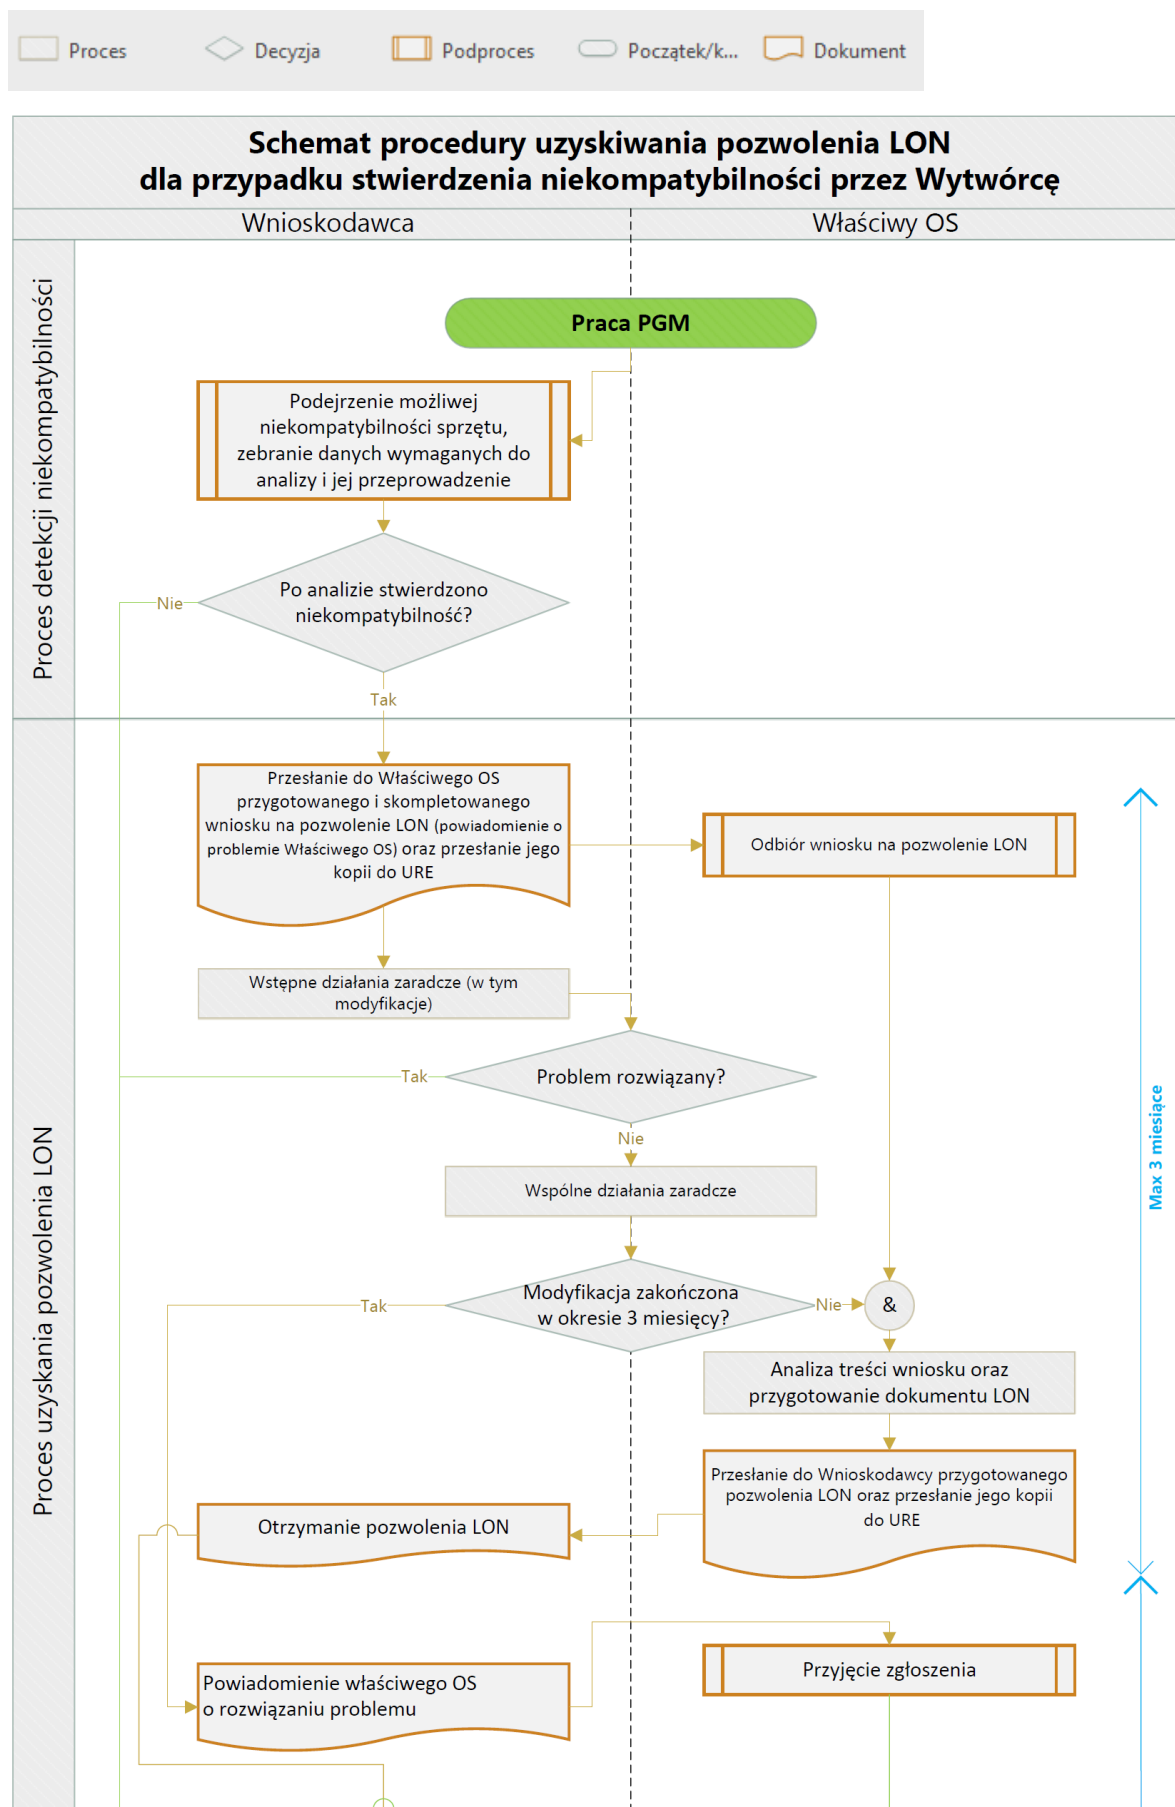 Proces
Decyzja
Podproces
Początek/k...
Dokument
Schemat procedury uzyskiwania pozwolenia LON
dla przypadku stwierdzenia niekompatybilności przez Wytwórcę
Wnioskodawca
Właściwy OS
Proces detekcji niekompatybilności
Praca PGM
Podejrzenie możliwej
niekompatybilności sprzętu,
zebranie danych wymaganych do
analizy i jej przeprowadzenie
Po analizie stwierdzono
niekompatybilność?
Nie
Tak
Proces uzyskania pozwolenia LON
Przesłanie do Właściwego OS
przygotowanego i skompletowanego
wniosku na pozwolenie LON (powiadomienie o
problemie Właściwego OS) oraz przesłanie jego
kopii do URE
Odbiór wniosku na pozwolenie LON
Wstępne działania zaradcze (w tym
modyfikacje)
Problem rozwiązany?
Tak
Nie
Max 3 miesiące
Wspólne działania zaradcze
Modyfikacja zakończona
w okresie 3 miesięcy?
Tak
Nie
&
Analiza treści wniosku oraz
przygotowanie dokumentu LON
Przesłanie do Wnioskodawcy przygotowanego
pozwolenia LON oraz przesłanie jego kopii
do URE
Otrzymanie pozwolenia LON
Powiadomienie właściwego OS
o rozwiązaniu problemu
Przyjęcie zgłoszenia